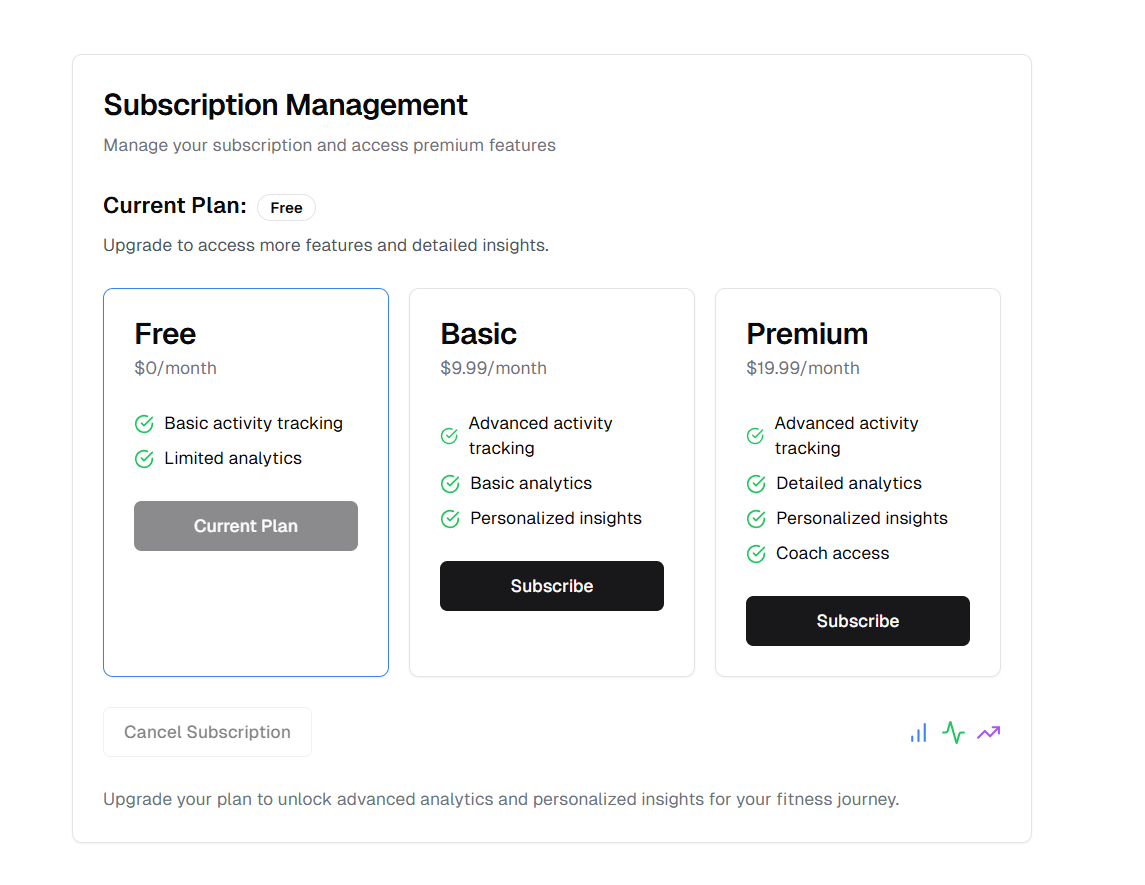 Subscription Management
Manage your subscription and access premium features
Current Plan: Free
Upgrade to access more features and detailed insights.
Free
$0/month
Basic activity tracking
Limited analytics
Current Plan
Basic
$9.99/month
Advanced activity
tracking
Basic analytics
Personalized insights
Subscribe
Premium
$19.99/month
Advanced activity
tracking
Detailed analytics
Personalized insights
Coach access
Subscribe
Cancel Subscription
Upgrade your plan to unlock advanced analytics and personalized insights for your fitness journey.